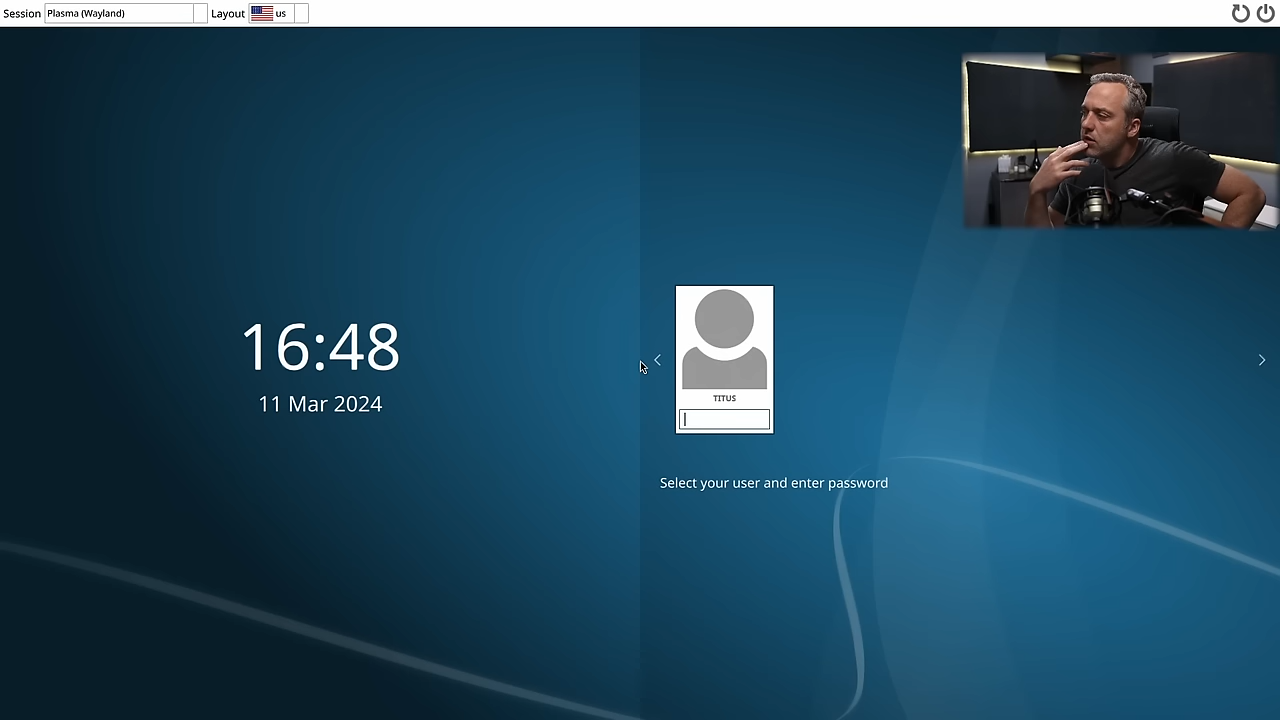 Session Plasma (Wayland) Layout us
16:48
11 Mar 2024
TITUS
Select your user and enter password